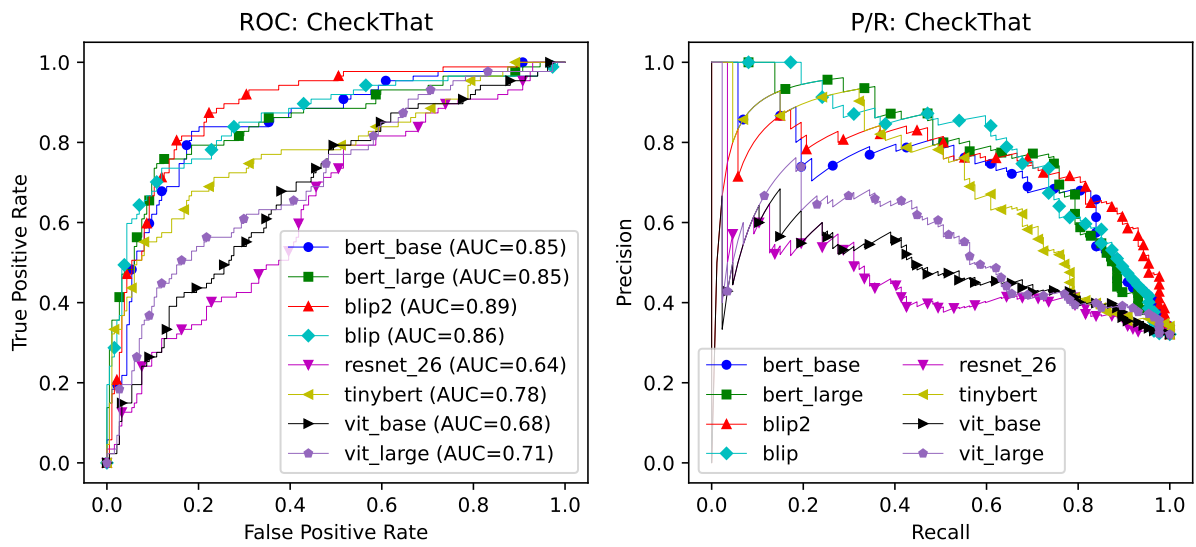 ROC: CheckThat
True Positive Rate
1.0
0.8
0.6
0.4
0.2
0.0
bert_base (AUC=0.85)
bert_large (AUC=0.85)
blip2 (AUC=0.89)
blip (AUC=0.86)
resnet_26 (AUC=0.64)
tinybert (AUC=0.78)
vit_base (AUC=0.68)
vit_large (AUC=0.71)
0.0 0.2 0.4 0.6 0.8 1.0
False Positive Rate
P/R: CheckThat
Precision
1.0
0.8
0.6
0.4
0.2
0.0
bert_base
bert_large
blip2
blip
resnet_26
tinybert
vit_base
vit_large
0.0 0.2 0.4 0.6 0.8 1.0
Recall